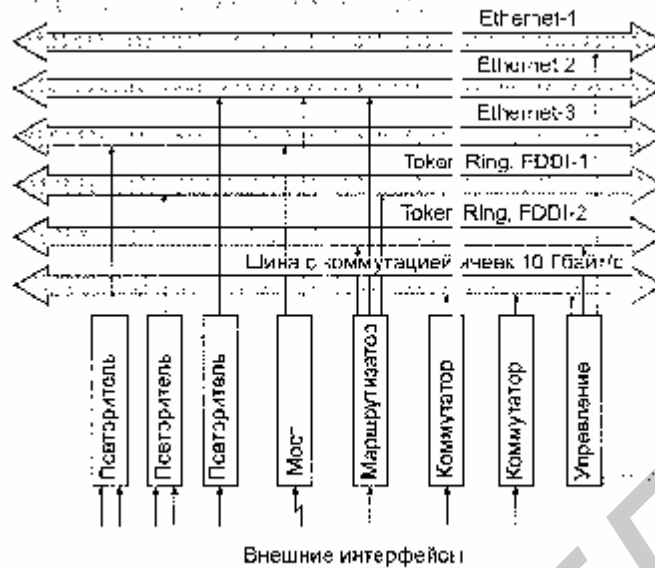 Ethernet-1
Ethernet 2
Ethernet-3
Token Ring, FDDI-1
Token Ring, FDDI-2
Шина с коммутацией ячеек 10 Гбайт/с
Повторитель
Повторитель
Повторитель
Мост
Маршрутизатор
Коммутатор
Коммутатор
Управление
Внешние интерфейсы